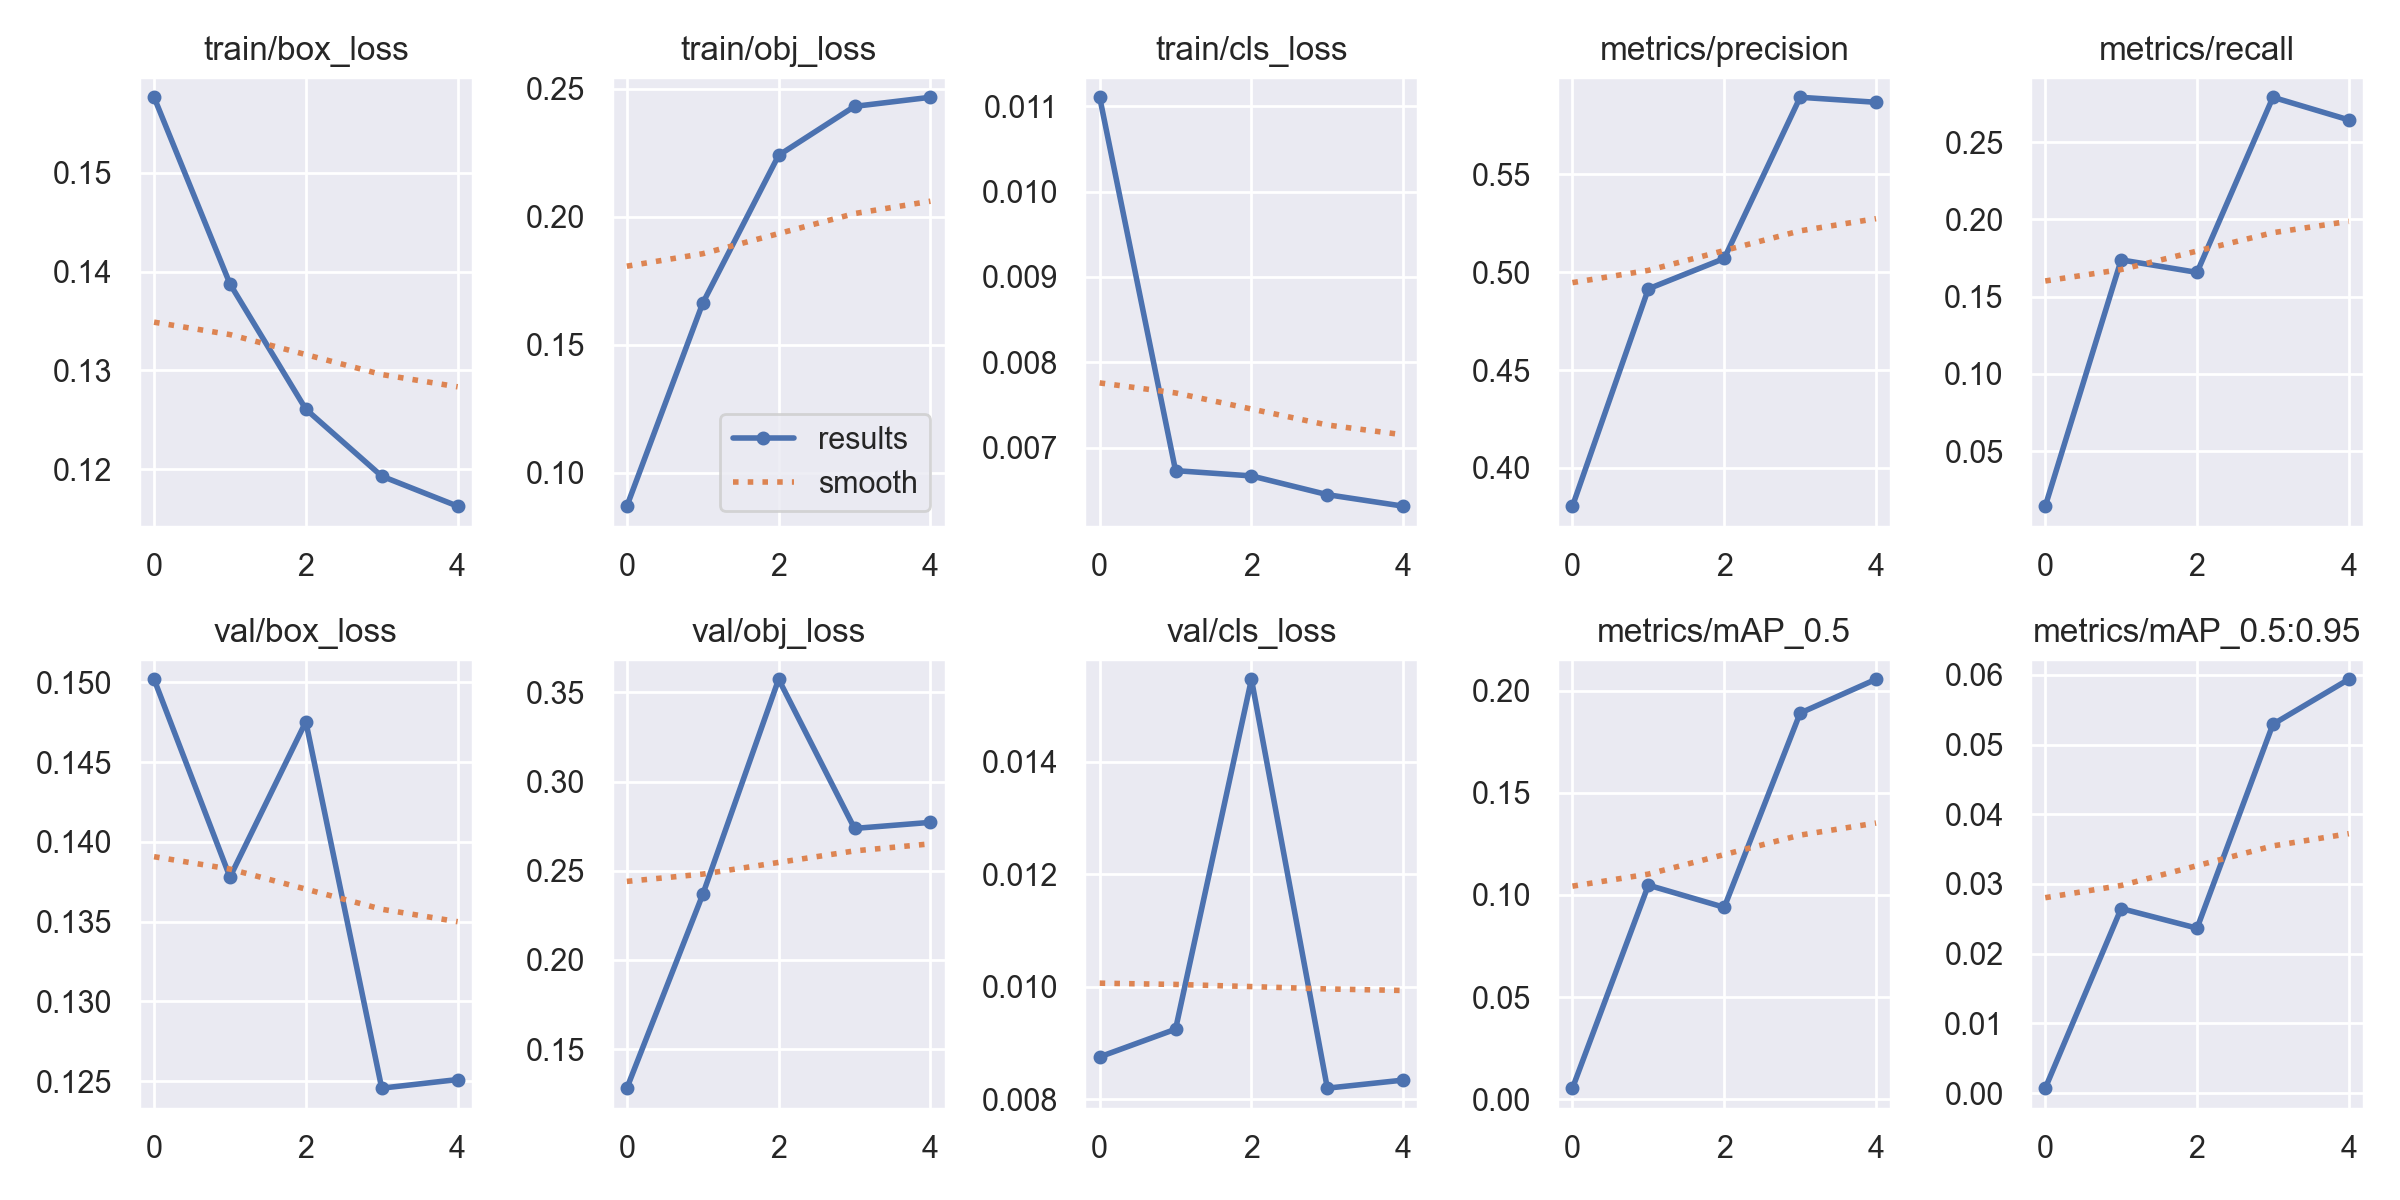 train/box_loss
0.15
0.14
0.13
0.12
0 2 4
train/obj_loss
0.25
0.20
0.15
0.10
results
smooth
0 2 4
train/cls_loss
0.011
0.010
0.009
0.008
0.007
0 2 4
metrics/precision
0.55
0.50
0.45
0.40
0 2 4
metrics/recall
0.25
0.20
0.15
0.10
0.05
0 2 4
val/box_loss
0.150
0.145
0.140
0.135
0.130
0.125
0 2 4
val/obj_loss
0.35
0.30
0.25
0.20
0.15
0 2 4
val/cls_loss
0.014
0.012
0.010
0.008
0 2 4
metrics/mAP_0.5
0.20
0.15
0.10
0.05
0.00
0 2 4
metrics/mAP_0.5:0.95
0.06
0.05
0.04
0.03
0.02
0.01
0.00
0 2 4